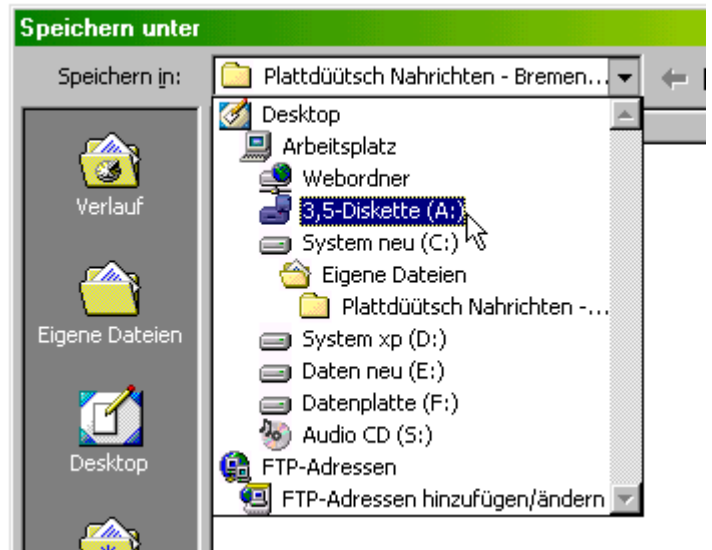 Speichern unter
Speichern in:
Plattdüütsch Nahrichten - Bremen...
Desktop
Arbeitsplatz
Webordner
3,5-Diskette (A:)
System neu (C:)
Eigene Dateien
Plattdüütsch Nahrichten -...
System xp (D:)
Daten neu (E:)
Datenplatte (F:)
Audio CD (S:)
FTP-Adressen
FTP-Adressen hinzufügen/ändern
Verlauf
Eigene Dateien
Desktop